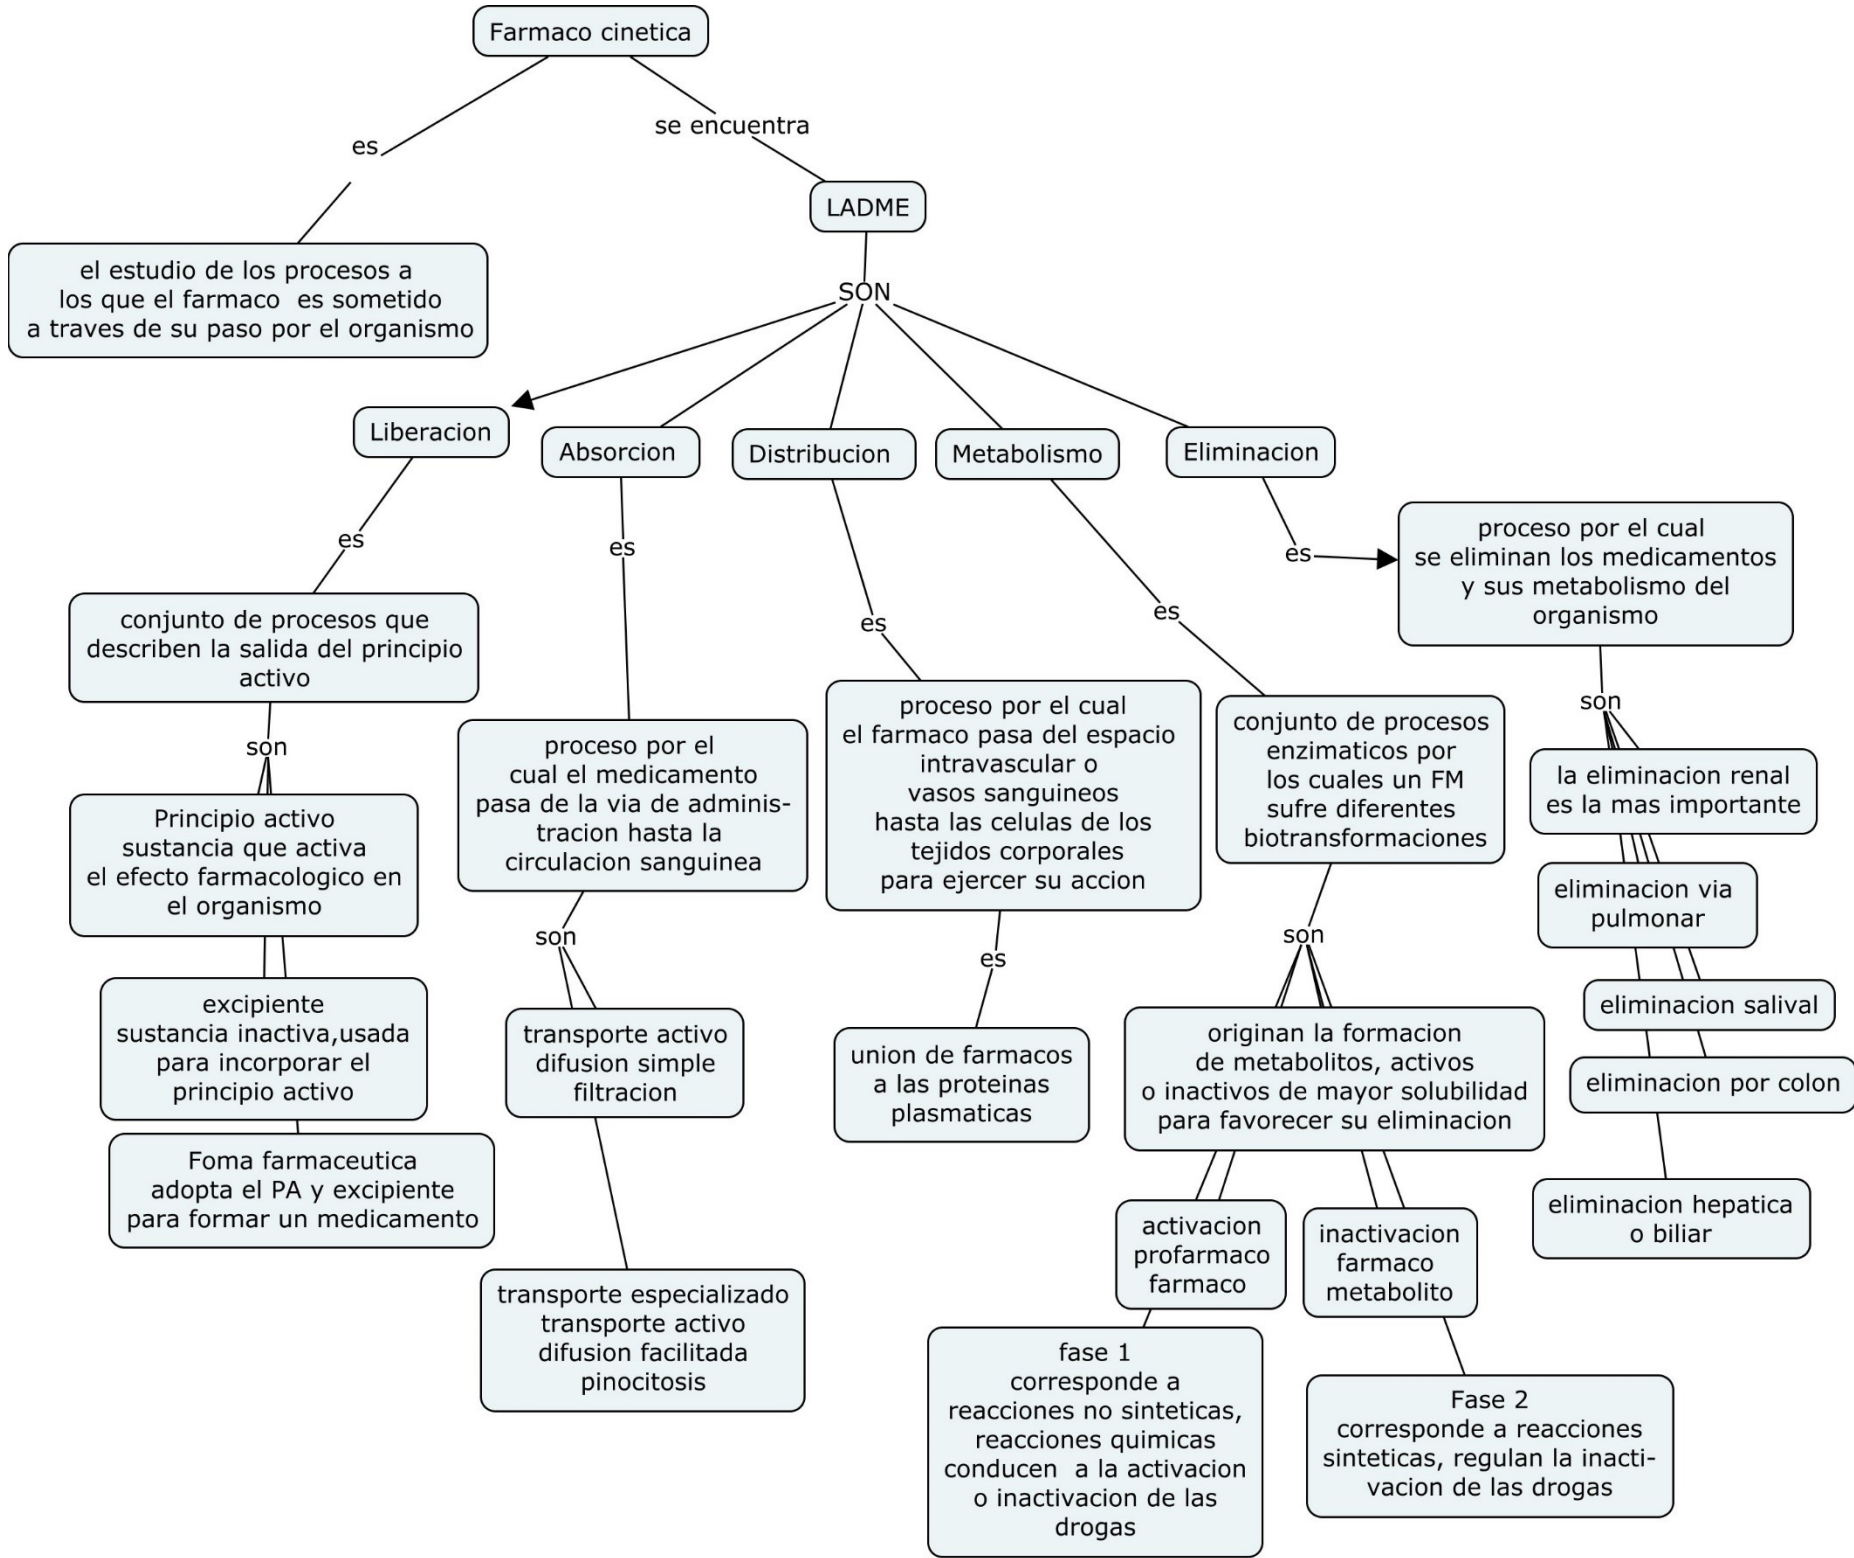 Farmaco cinetica
es
se encuentra
LADME
el estudio de los procesos a
los que el farmaco es sometido
a traves de su paso por el organismo
SON
Liberacion
Absorcion
Distribucion
Metabolismo
Eliminacion
es
conjunto de procesos que
describen la salida del principio
activo
son
Principio activo
sustancia que activa
el efecto farmacologico en
el organismo
excipiente
sustancia inactiva,usada
para incorporar el
principio activo
Foma farmaceutica
adopta el PA y excipiente
para formar un medicamento
es
proceso por el
cual el medicamento
pasa de la via de adminis-
tracion hasta la
circulacion sanguinea
son
transporte activo
difusion simple
filtracion
transporte especializado
transporte activo
difusion facilitada
pinocitosis
es
proceso por el cual
el farmaco pasa del espacio
intravascular o
vasos sanguineos
hasta las celulas de los
tejidos corporales
para ejercer su accion
es
union de farmacos
a las proteinas
plasmaticas
es
conjunto de procesos
enzimaticos por
los cuales un FM
sufre diferentes
biotransformaciones
son
originan la formacion
de metabolitos, activos
o inactivos de mayor solubilidad
para favorecer su eliminacion
activacion
profarmaco
farmaco
inactivacion
farmaco
metabolito
fase 1
corresponde a
reacciones no sinteticas,
reacciones quimicas
conducen a la activacion
o inactivacion de las
drogas
Fase 2
corresponde a reacciones
sinteticas, regulan la inacti-
vacion de las drogas
es
proceso por el cual
se eliminan los medicamentos
y sus metabolismo del
organismo
son
la eliminacion renal
es la mas importante
eliminacion via
pulmonar
eliminacion salival
eliminacion por colon
eliminacion hepatica
o biliar